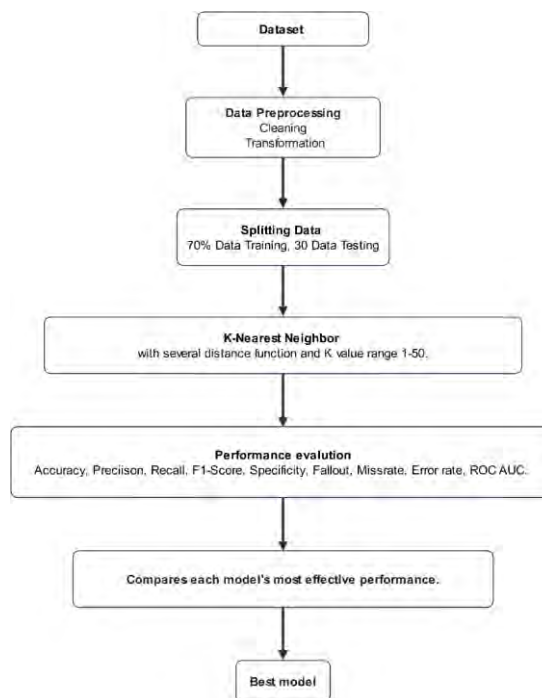 Dataset
Data Preprocessing
Cleaning
Transformation
Splitting Data
70% Data Training, 30 Data Testing
K-Nearest Neighbor
with several distance function and K value range 1-50.
Performance evalution
Accuracy, Preciison, Recall, F1-Score, Specificity, Fallout, Missrate, Error rate, ROC AUC.
Compares each model's most effective performance.
Best model